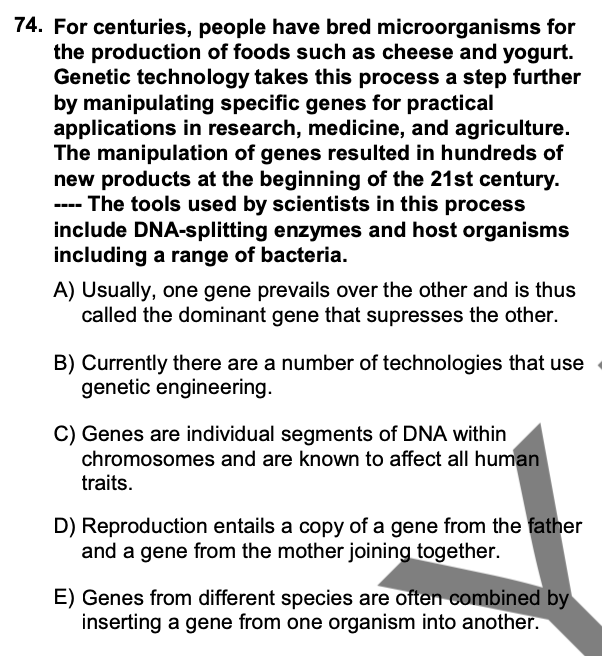 74. For centuries, people have bred microorganisms for
the production of foods such as cheese and yogurt.
Genetic technology takes this process a step further
by manipulating specific genes for practical
applications in research, medicine, and agriculture.
The manipulation of genes resulted in hundreds of
new products at the beginning of the 21st century.
---- The tools used by scientists in this process
include DNA-splitting enzymes and host organisms
including a range of bacteria.
A) Usually, one gene prevails over the other and is thus
called the dominant gene that supresses the other.
B) Currently there are a number of technologies that use
genetic engineering.
C) Genes are individual segments of DNA within
chromosomes and are known to affect all human
traits.
D) Reproduction entails a copy of a gene from the father
and a gene from the mother joining together.
E) Genes from different species are often combined by
inserting a gene from one organism into another.